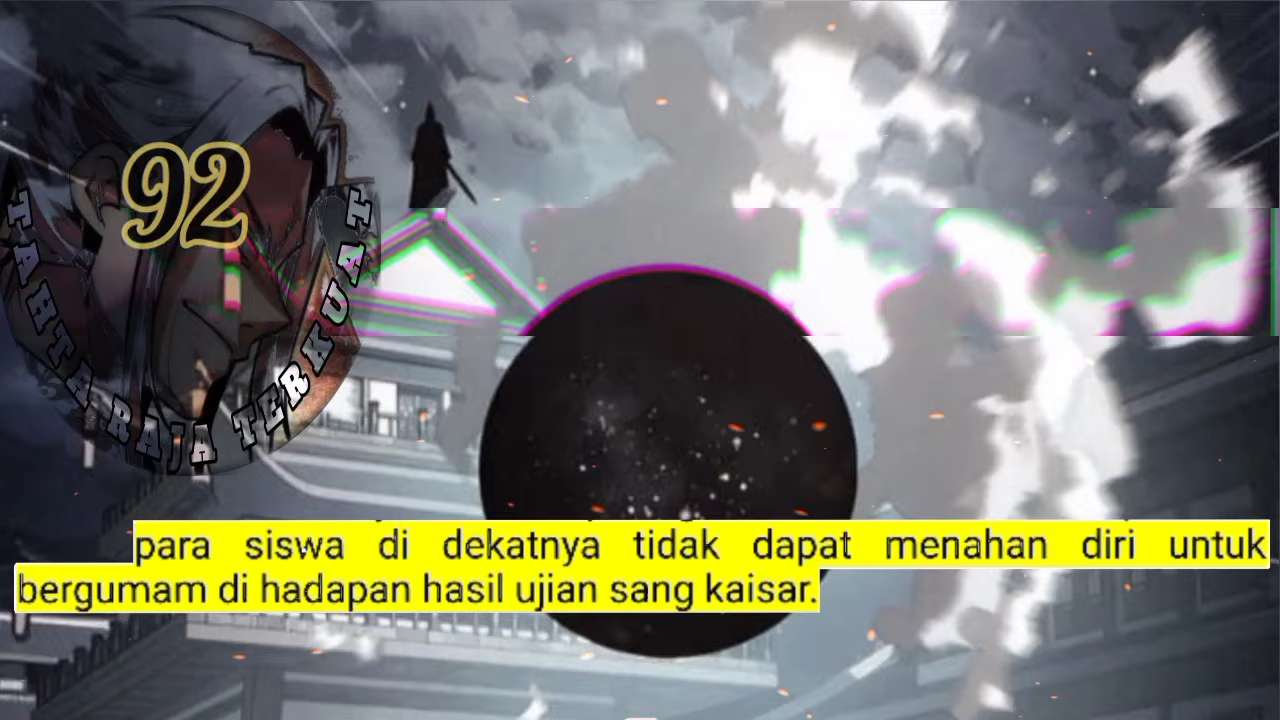 92
TAHTA RAJA TERKUAT
para siswa di dekatnya tidak dapat menahan diri untuk
bergumam di hadapan hasil ujian sang kaisar.